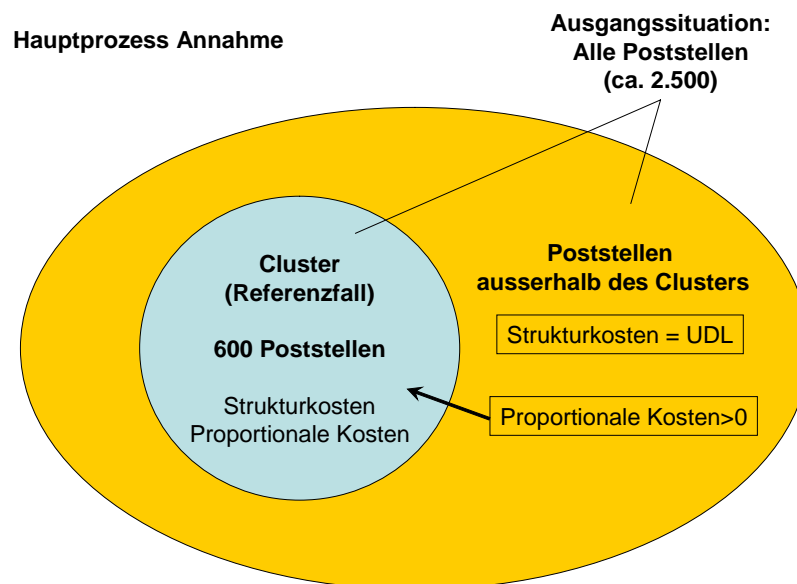 Hauptprozess Annahme
Ausgangssituation:
Alle Poststellen
(ca. 2.500)
Cluster
(Referenzfall)
600 Poststellen
Strukturkosten
Proportionale Kosten
Poststellen
ausserhalb des Clusters
Strukturkosten = UDL
Proportionale Kosten>0